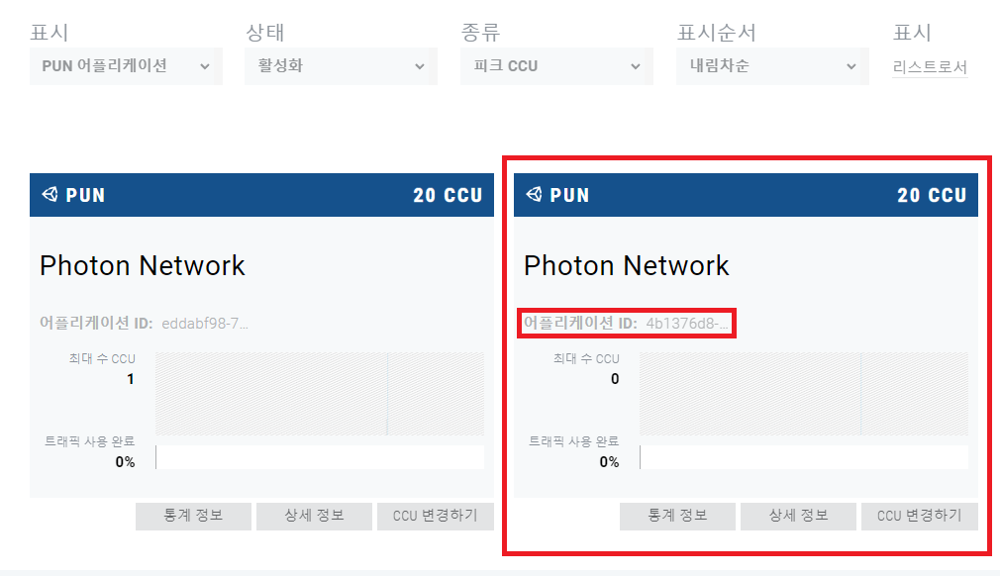 표시 상태 종류 표시순서 표시
PUN 어플리케이션 활성화 피크 CCU 내림차순 리스트로서
PUN 20 CCU
Photon Network
어플리케이션 ID: eddabf98-7...
최대 수 CCU
1
트래픽 사용 완료
0%
통계 정보 상세 정보 CCU 변경하기
PUN 20 CCU
Photon Network
어플리케이션 ID: 4b1376d8-...
최대 수 CCU
0
트래픽 사용 완료
0%
통계 정보 상세 정보 CCU 변경하기